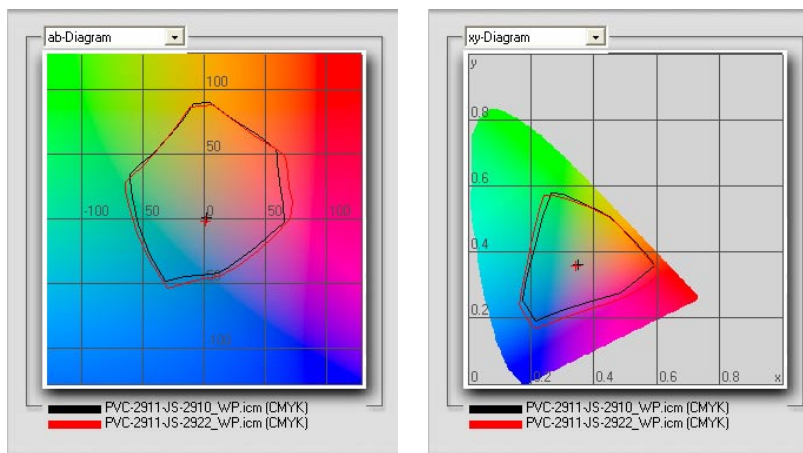 ab-Diagram
100
50
-100 50 0 50 100
-50
-100
PVC-2911-JS-2910_WP.icm (CMYK)
PVC-2911-JS-2922_WP.icm (CMYK)
xy-Diagram
y
0.8
0.6
0.4
0.2
0 0.2 0.4 0.6 0.8 x
PVC-2911-JS-2910_WP.icm (CMYK)
PVC-2911-JS-2922_WP.icm (CMYK)